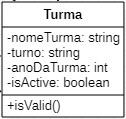 Turma
-nomeTurma: string
-turno: string
-anoDaTurma: int
-isActive: boolean
+isValid()